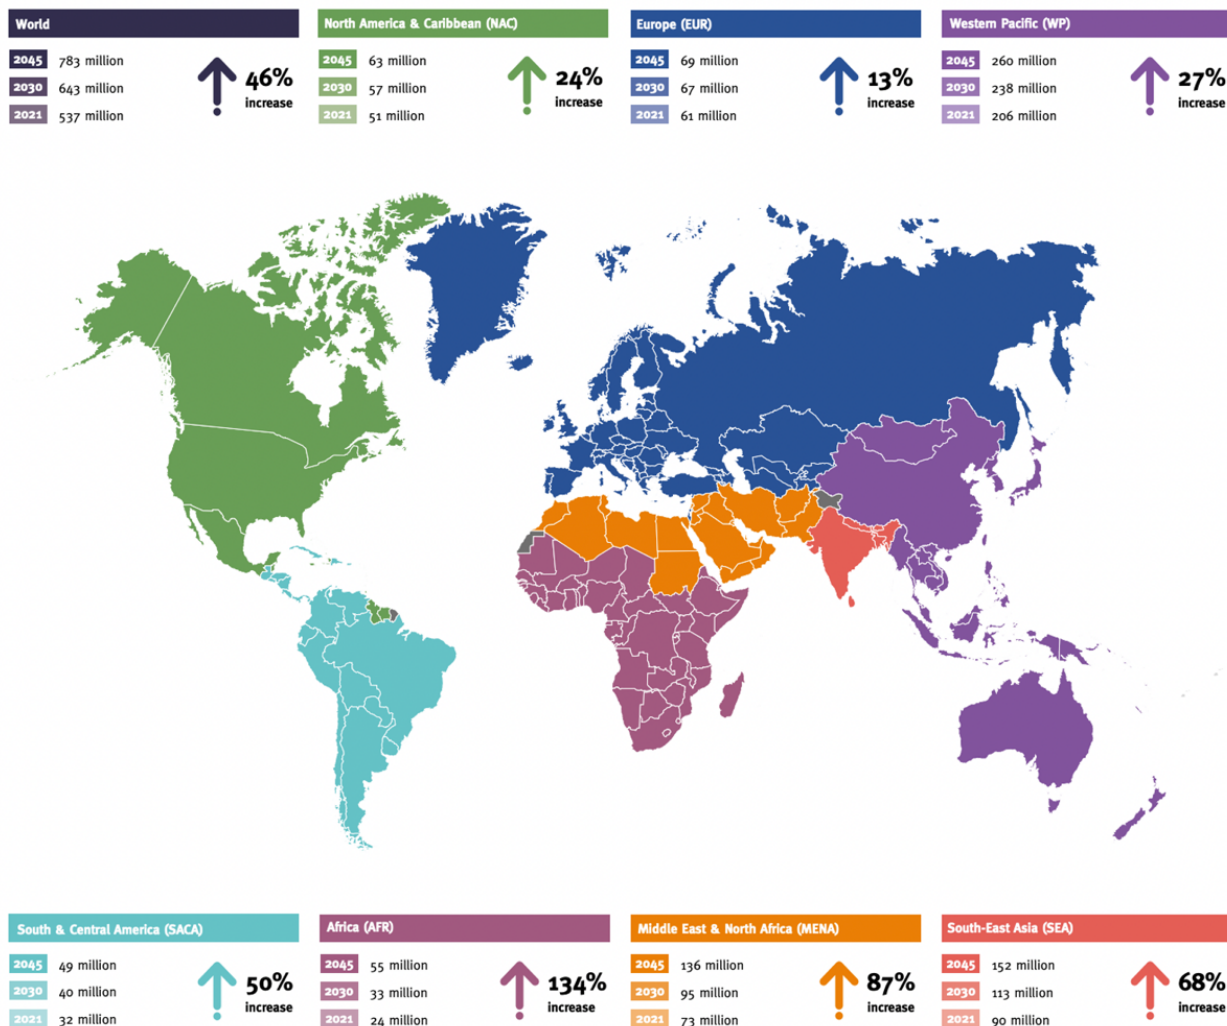 World
2045 783 million
2030 643 million
2021 537 million
46%
increase
North America & Caribbean (NAC)
2045 63 million
2030 57 million
2021 51 million
24%
increase
Europe (EUR)
2045 69 million
2030 67 million
2021 61 million
13%
increase
Western Pacific (WP)
2045 260 million
2030 238 million
2021 206 million
27%
increase
South & Central America (SACA)
2045 49 million
2030 40 million
2021 32 million
50%
increase
Africa (AFR)
2045 55 million
2030 33 million
2021 24 million
134%
increase
Middle East & North Africa (MENA)
2045 136 million
2030 95 million
2021 73 million
87%
increase
South-East Asia (SEA)
2045 152 million
2030 113 million
2021 90 million
68%
increase